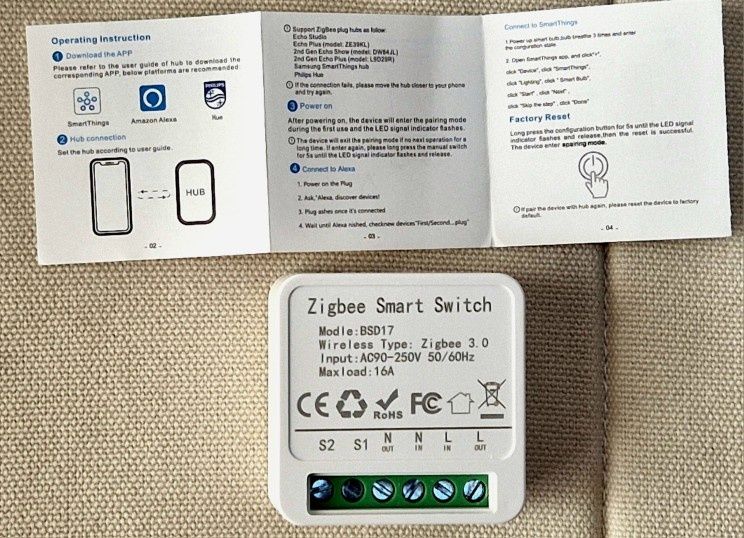 Operating Instruction
1 Download the APP
Please refer to the user guide of hub to download the
corresponding APP, below platforms are recommended:
SmartThings
Amazon Alexa
PHILIPS
Hue
2 Hub connection
Set the hub according to user guide.
HUB
- 02 -
Support ZigBee plug hubs as follow:
Echo Studio
Echo Plus (model: ZE39KL)
2nd Gen Echo Show (model: DW84JL)
2nd Gen Echo Plus (model: L9D29R)
Samsung SmartThings hub
Philips Hue
If the connection fails, please move the hub closer to your phone
and try again.
3 Power on
After powering on, the device will enter the pairing mode
during the first use and the LED signal indicator flashes.
The device will exit the pairing mode if no next operation for a
long time. If enter again, please long press the manual switch
for 5s until the LED signal indicator flashes and release.
4 Connect to Alexa
1. Power on the Plug
2. Ask,"Alexa, discover devices!
3. Plug ashes once it's connected
4. Wait until Alexa nished, checknew devices"First/Second...plug"
- 03 -
Connect to SmartThings
1. Power up smart bulb,bulb breathe 3 times and enter
the conguration state.
2. Open SmartThings app, and click"+",
click "Device", click "SmartThings",
click "Lighting", click " Smart Bulb",
click "Start" , click "Next" ,
click "Skip the step" , click "Done"
Factory Reset
Long press the configuration button for 5s until the LED signal
indicator flashes and release,then the reset is successful.
The device enter apairing mode.
If pair the device with hub again, please reset the device to factory
default.
- 04 -
Zigbee Smart Switch
Modle:BSD17
Wireless Type: Zigbee 3.0
Input:AC90-250V 50/60Hz
Maxload:16A
CE RoHS FC
S2 S1 N OUT N IN L IN L OUT